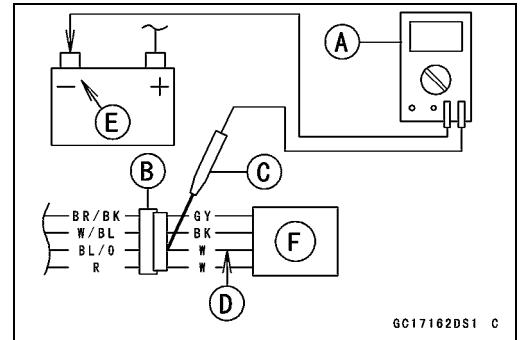 A
− +
E
B
C
BR/BK GY
W/BL BK
BL/O W
R W
F
D
GC17162DS1 C